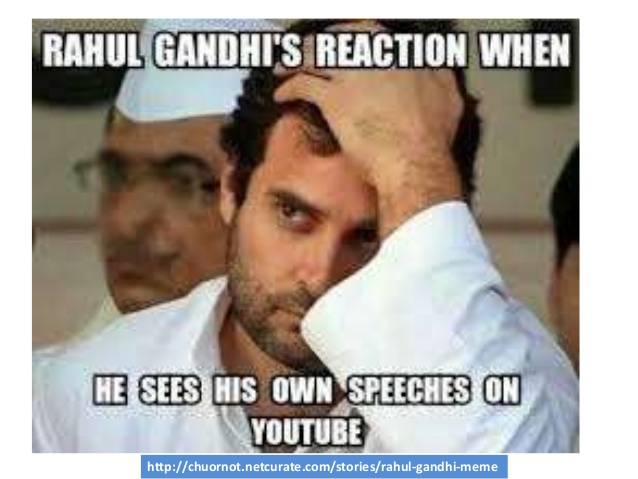 RAHUL GANDHI'S REACTION WHEN
HE SEES HIS OWN SPEECHES ON
YOUTUBE
http://chuornot.netcurate.com/stories/rahul-gandhi-meme